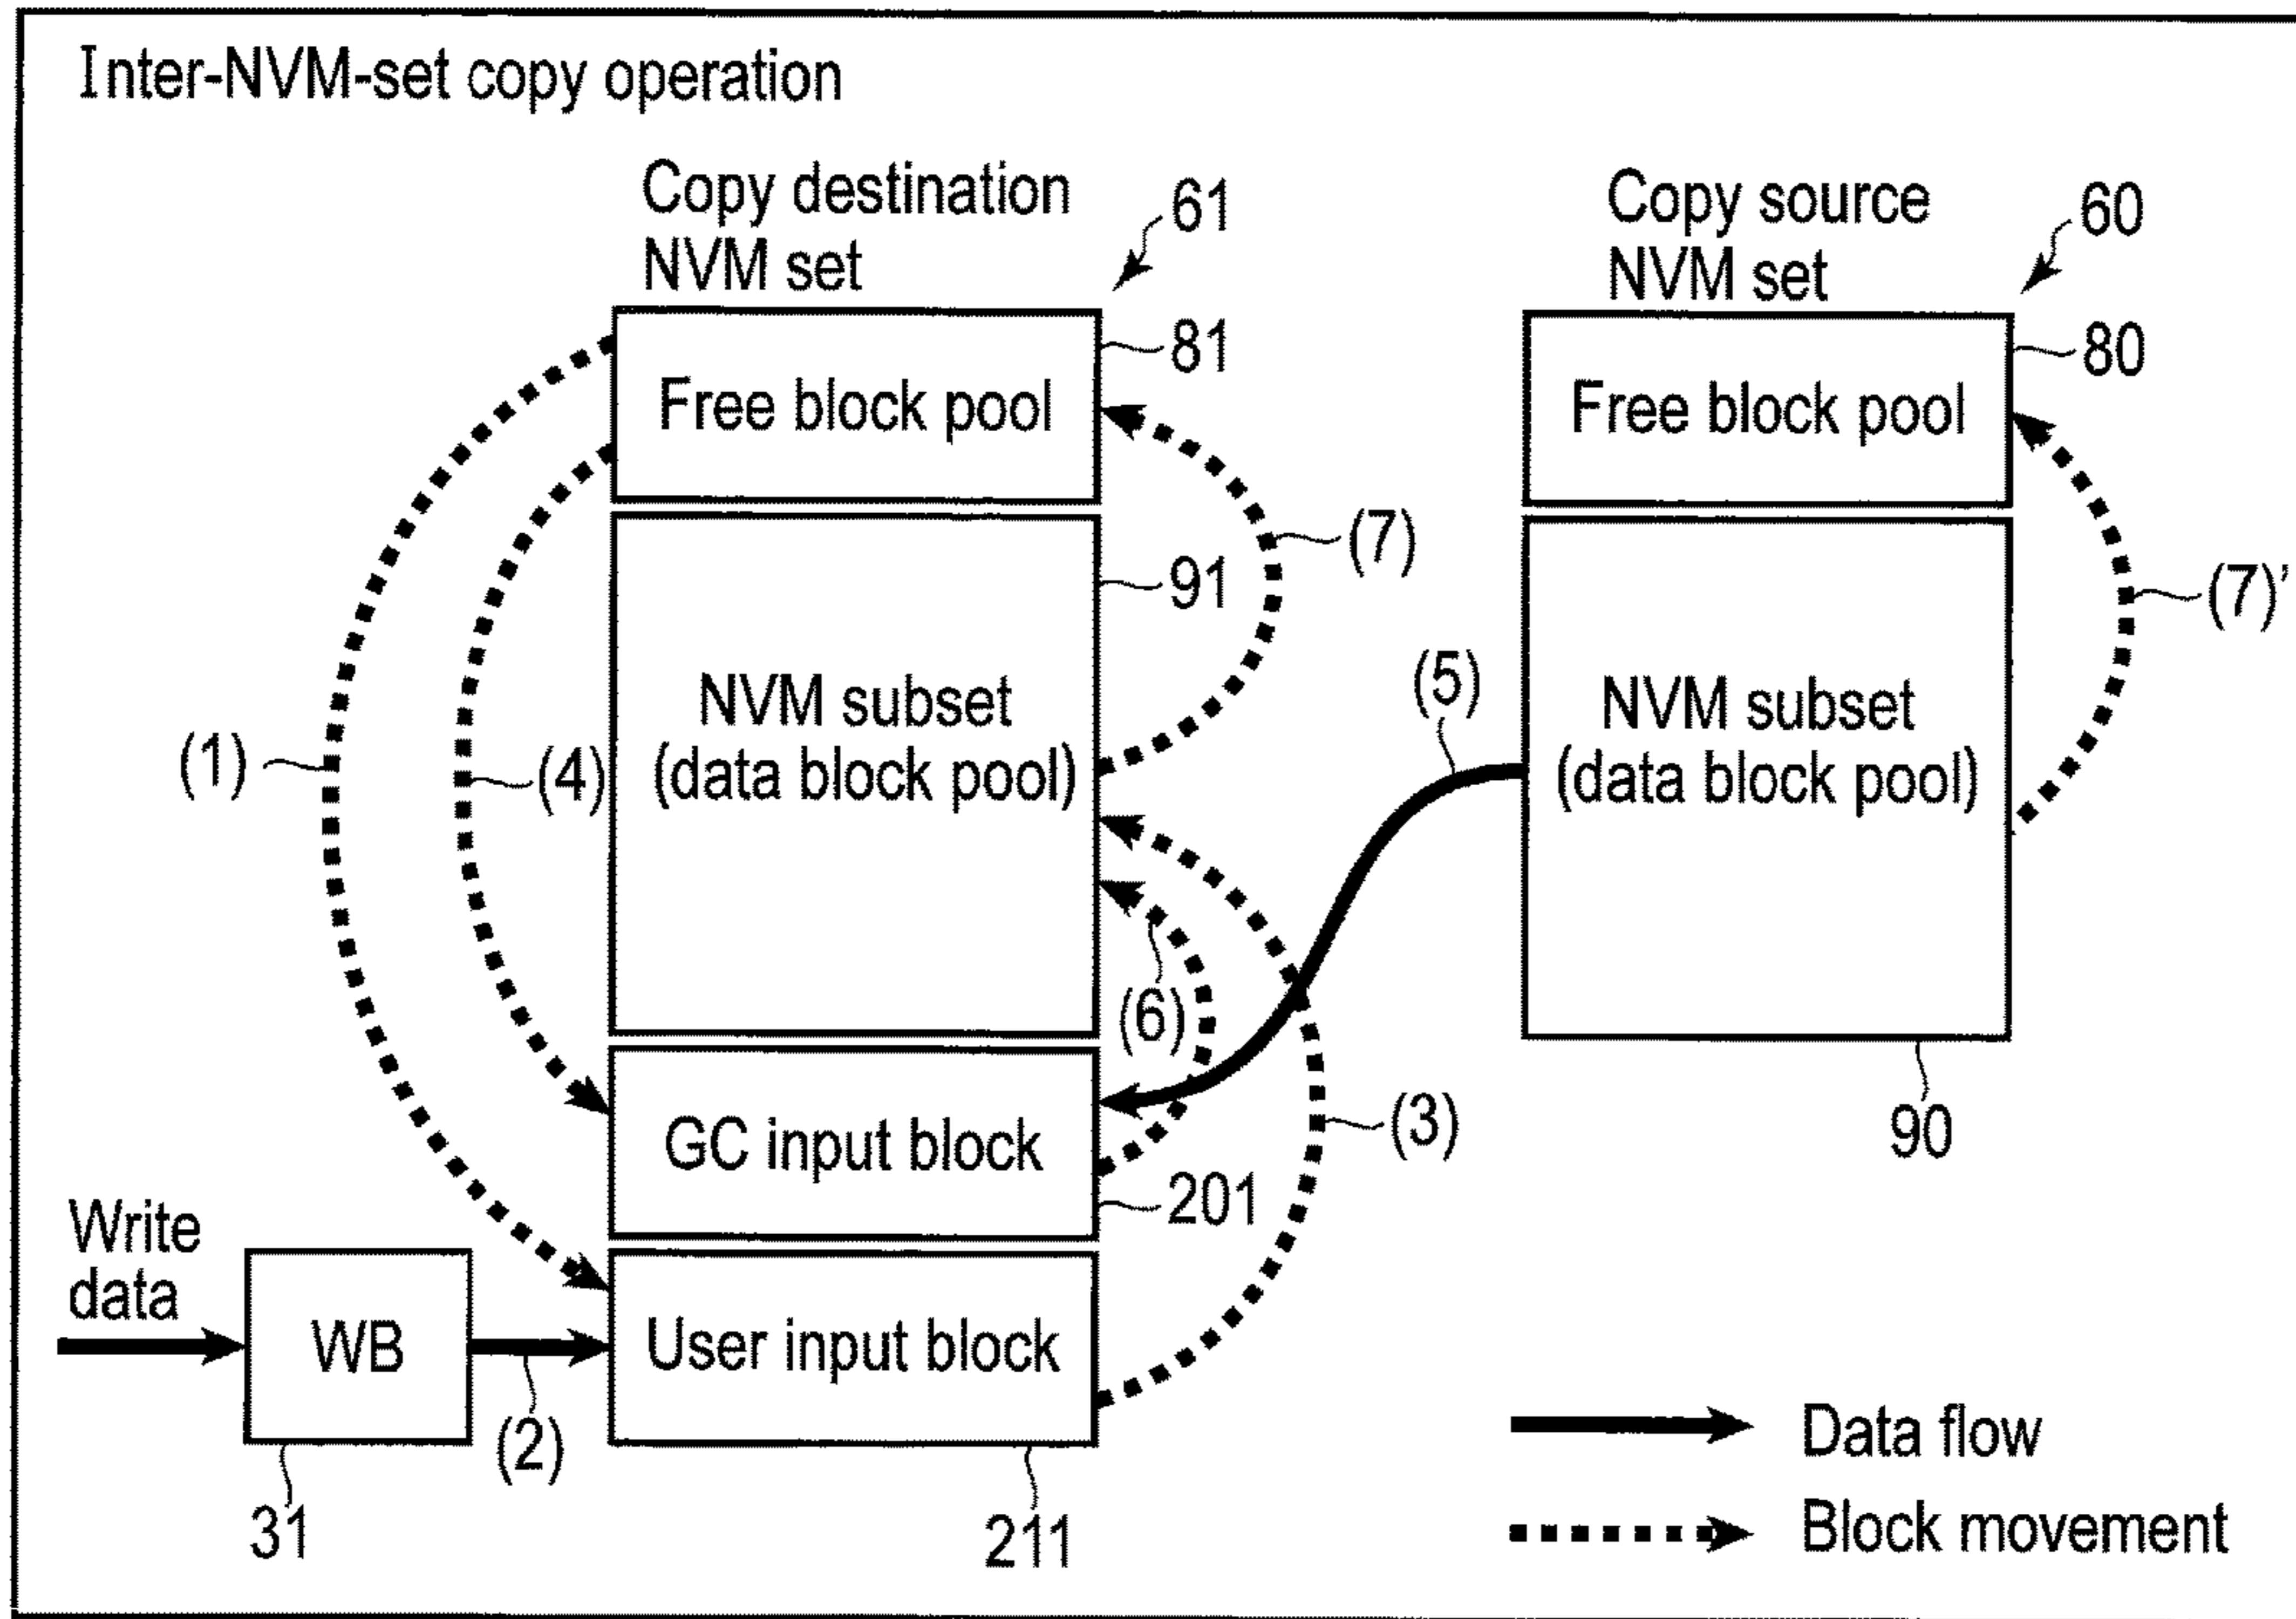 Inter-NVM-set copy operation
Copy destination
NVM set
61
Copy source
NVM set
60
81
Free block pool
80
Free block pool
(7)
91
(7)’
NVM subset
(data block pool)
(5)
NVM subset
(data block pool)
(1)
(4)
(6)
(3)
90
GC input block
201
Write
data
WB
User input block
(2)
31
211
Data flow
Block movement